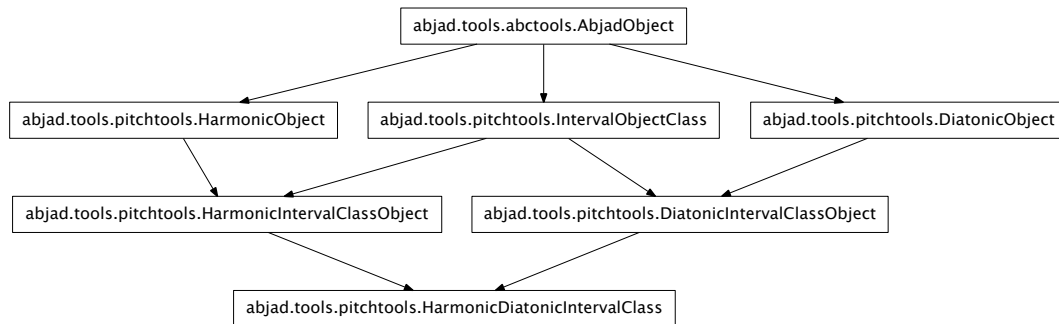 abjad.tools.abctools.AbjadObject
abjad.tools.pitchtools.HarmonicObject
abjad.tools.pitchtools.IntervalObjectClass
abjad.tools.pitchtools.DiatonicObject
abjad.tools.pitchtools.HarmonicIntervalClassObject
abjad.tools.pitchtools.DiatonicIntervalClassObject
abjad.tools.pitchtools.HarmonicDiatonicIntervalClass